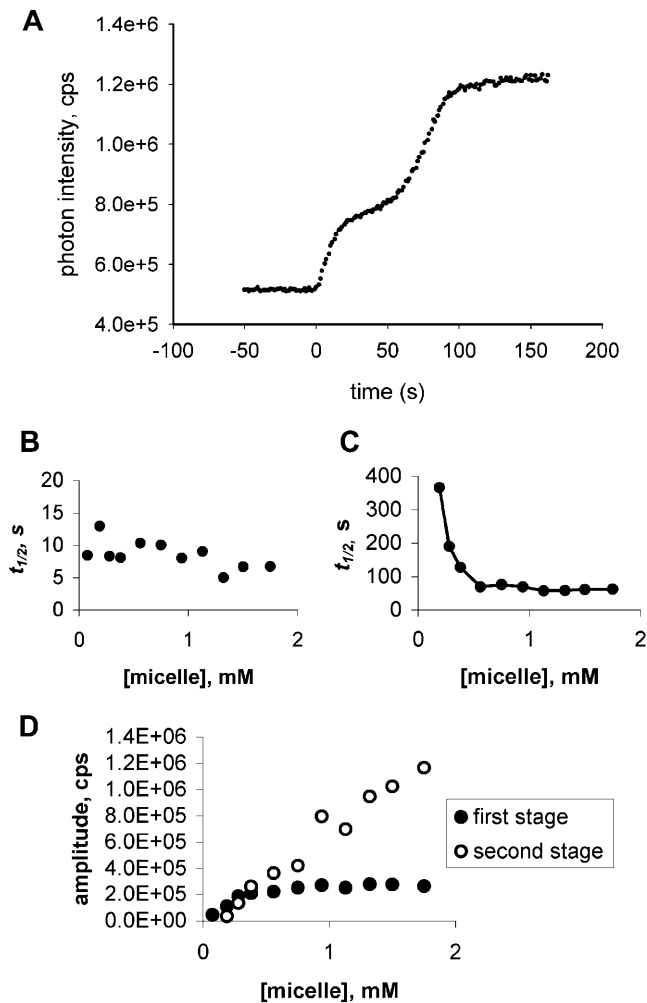 A
photon intensity, cps
1.4e+6
1.2e+6
1.0e+6
8.0e+5
6.0e+5
4.0e+5
-100 -50 0 50 100 150 200
time (s)
B
t1/2, s
20
15
10
5
0
0 1 2
[micelle], mM
C
t1/2, s
400
300
200
100
0
0 1 2
[micelle], mM
D
amplitude, cps
1.4E+06
1.2E+06
1.0E+06
8.0E+05
6.0E+05
4.0E+05
2.0E+05
0.0E+00
0 1 2
[micelle], mM
first stage
second stage